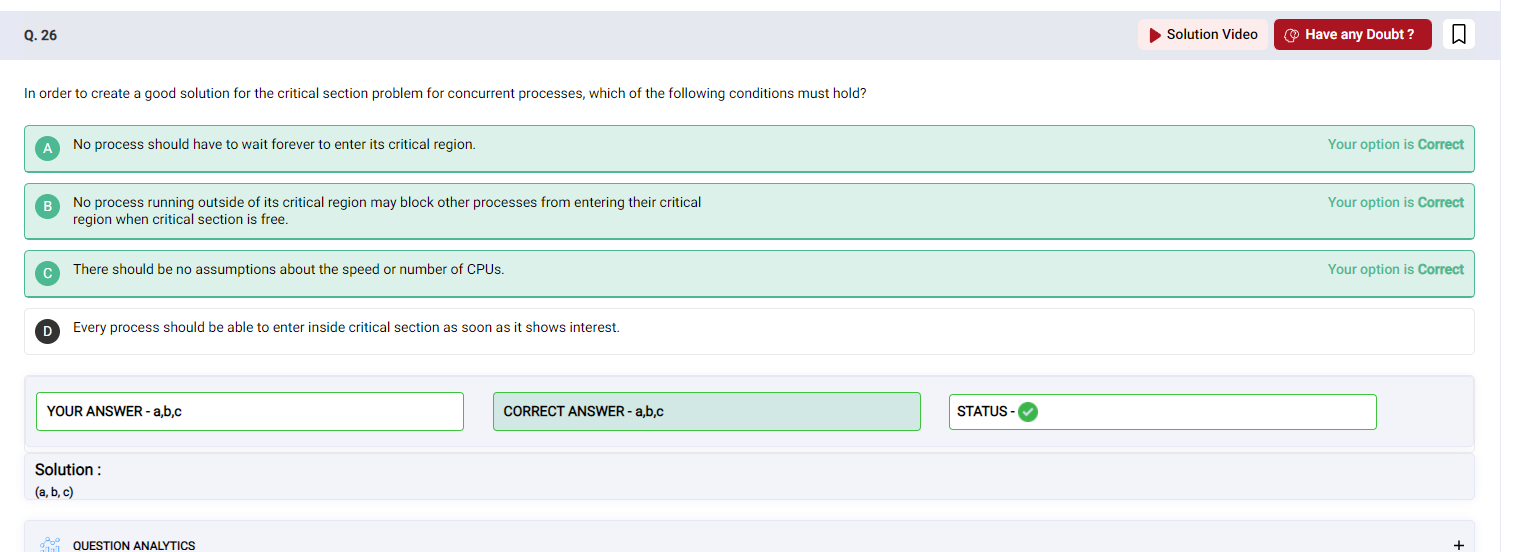 Q. 26
Solution Video
Have any Doubt ?
In order to create a good solution for the critical section problem for concurrent processes, which of the following conditions must hold?
A
No process should have to wait forever to enter its critical region.
Your option is Correct
B
No process running outside of its critical region may block other processes from entering their critical
region when critical section is free.
Your option is Correct
C
There should be no assumptions about the speed or number of CPUs.
Your option is Correct
D
Every process should be able to enter inside critical section as soon as it shows interest.
YOUR ANSWER - a,b,c
CORRECT ANSWER - a,b,c
STATUS -
Solution :
(a, b, c)
QUESTION ANALYTICS
+